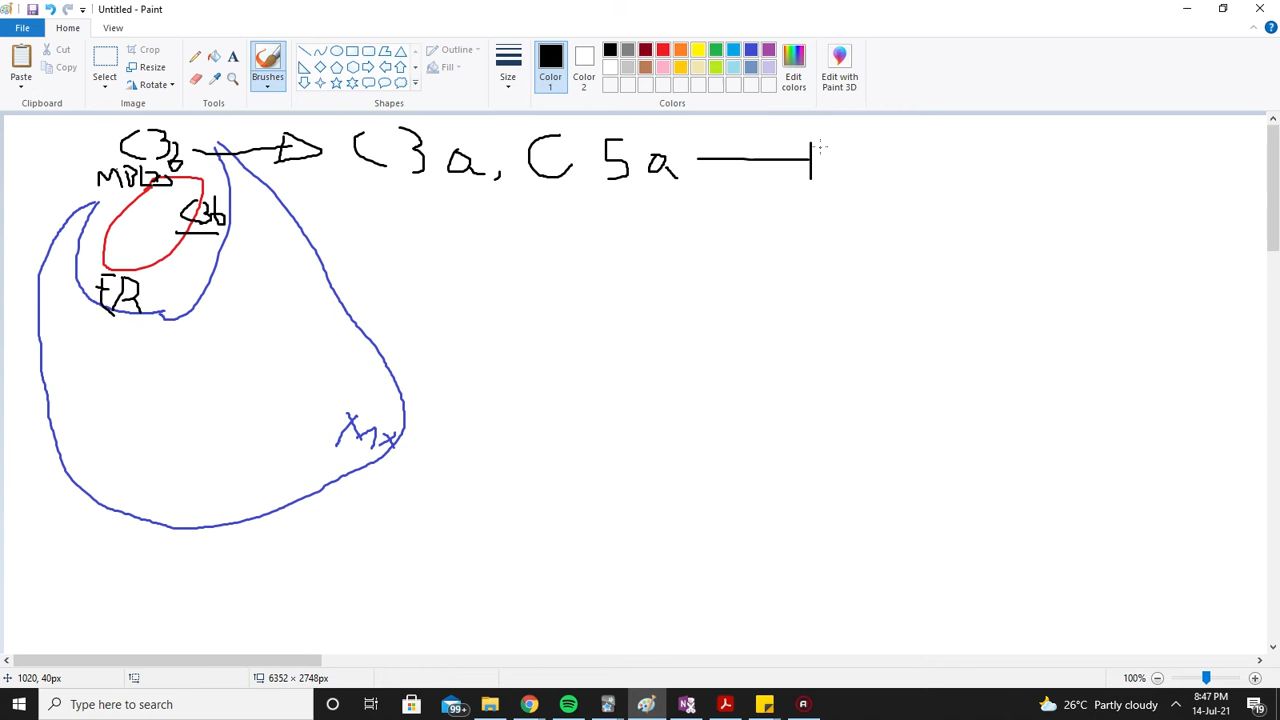 Untitled - Paint
File Home View
Paste Cut Copy Select Crop Resize Rotate Brushes Outline Fill Size Color 1 Color 2 Edit colors Edit with Paint 3D
Clipboard Image Tools Shapes Colors
C3 C3a, C5a
C3b
1020, 40px 6352 × 2748px 100%
Type here to search 99+ 26°C Partly cloudy 8:47 PM 14-Jul-21 19